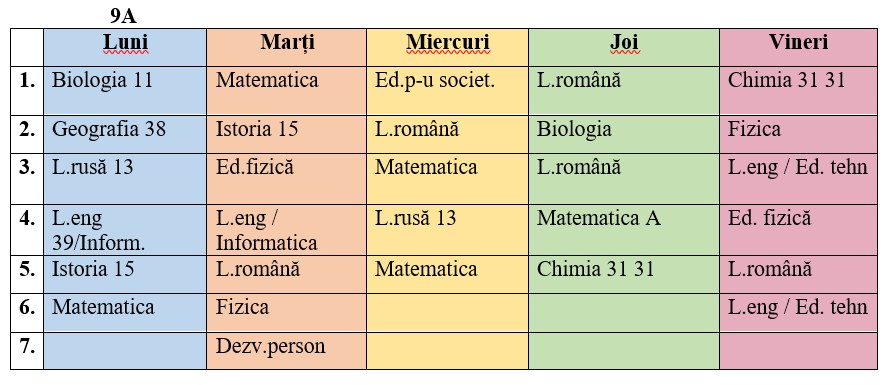 9A
Luni Marți Miercuri Joi Vineri
1. Biologia 11 Matematica Ed.p-u societ. L.română Chimia 31 31
2. Geografia 38 Istoria 15 L.română Biologia Fizica
3. L.rusă 13 Ed.fizică Matematica L.română L.eng / Ed. tehn
4. L.eng 39/Inform. L.eng / Informatica L.rusă 13 Matematica A Ed. fizică
5. Istoria 15 L.română Matematica Chimia 31 31 L.română
6. Matematica Fizica L.eng / Ed. tehn
7. Dezv.person